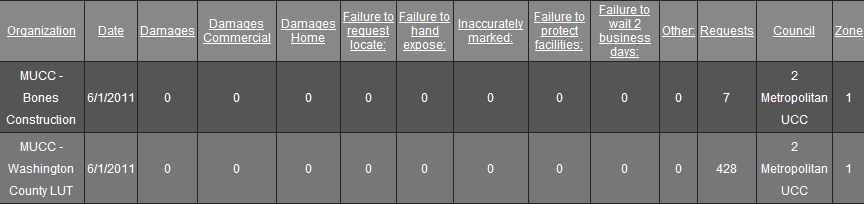 Organization Date Damages Damages Commercial Damages Home Failure to request locate: Failure to hand expose: Inaccurately marked: Failure to protect facilities: Failure to wait 2 business days: Other: Requests Council Zone
MUCC - Bones Construction 6/1/2011 0 0 0 0 0 0 0 0 0 7 2 Metropolitan UCC 1
MUCC - Washington County LUT 6/1/2011 0 0 0 0 0 0 0 0 0 428 2 Metropolitan UCC 1